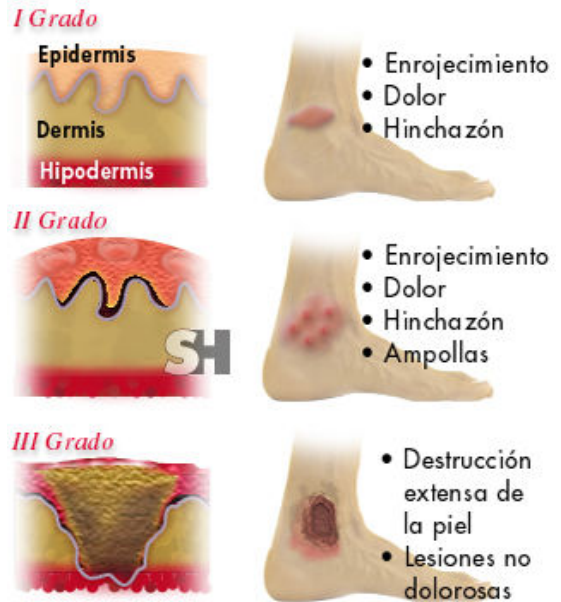 I Grado
Epidermis
Dermis
Hipodermis
• Enrojecimiento
• Dolor
• Hinchazón
II Grado
SH
• Enrojecimiento
• Dolor
• Hinchazón
• Ampollas
III Grado
• Destrucción
extensa de
la piel
• Lesiones no
dolorosas